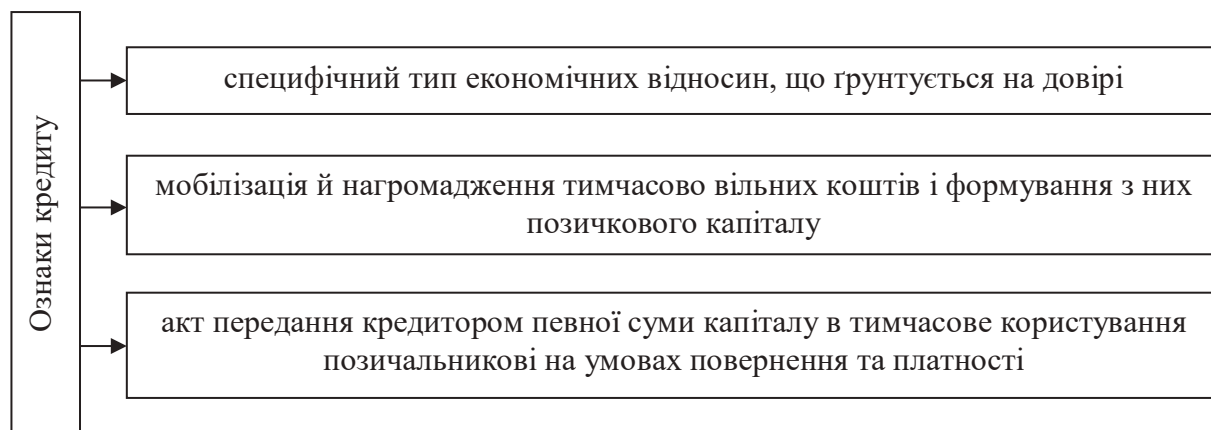 Ознаки кредиту
специфічний тип економічних відносин, що ґрунтується на довірі
мобілізація й нагромадження тимчасово вільних коштів і формування з них
позичкового капіталу
акт передання кредитором певної суми капіталу в тимчасове користування
позичальникові на умовах повернення та платності